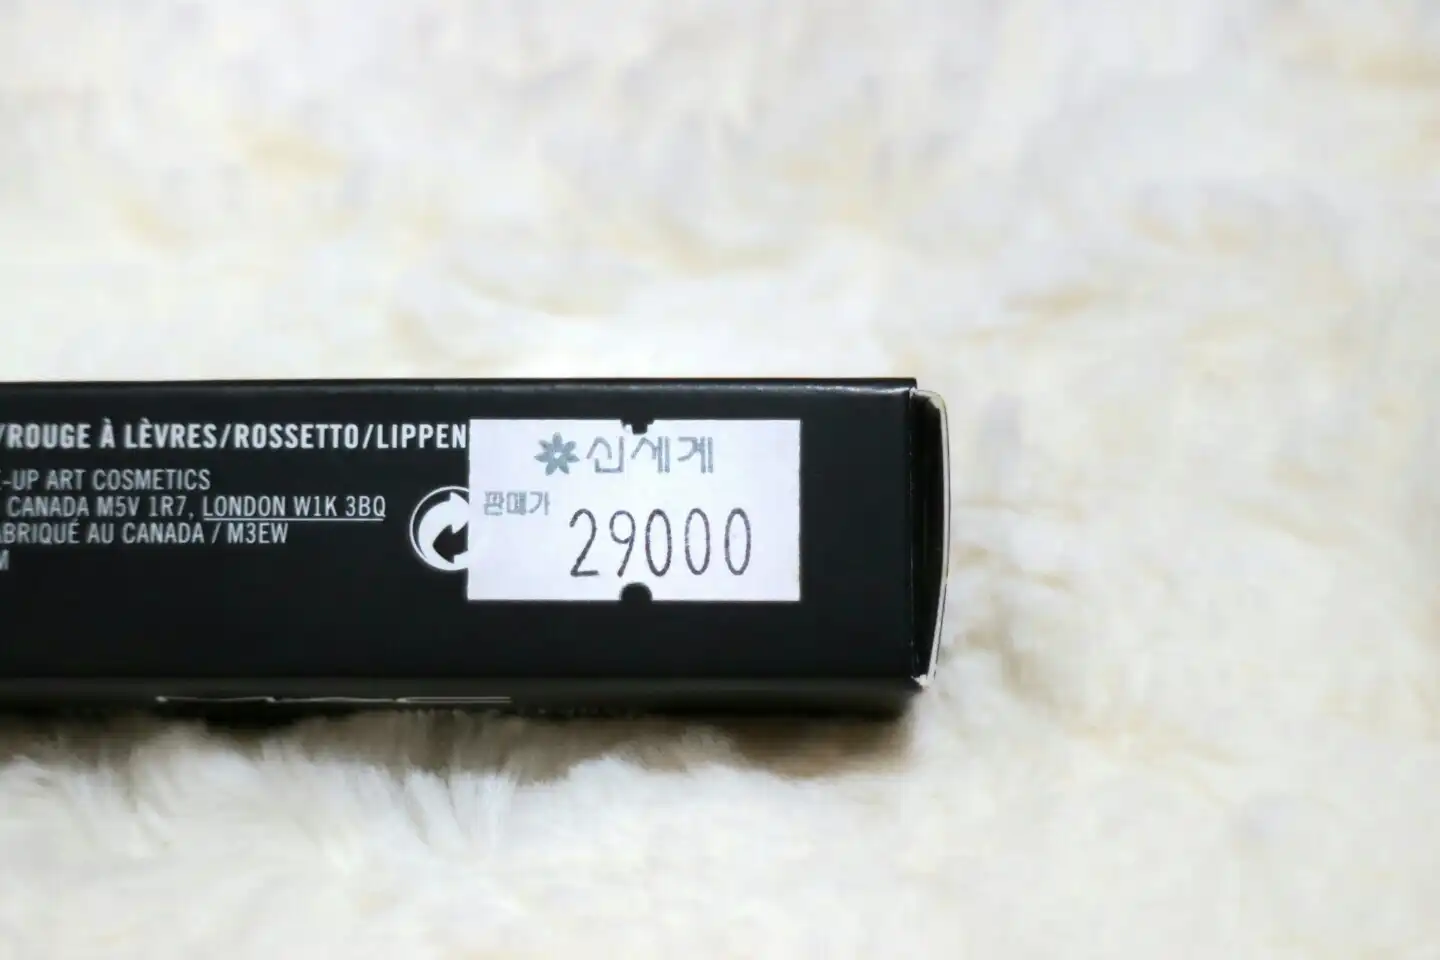 /ROUGE À LÈVRES/ROSSETTO/LIPPEN
-UP ART COSMETICS
CANADA M5V 1R7, LONDON W1K 3BQ
ABRIQUÉ AU CANADA / M3EW
M
신세계
판매가
29000